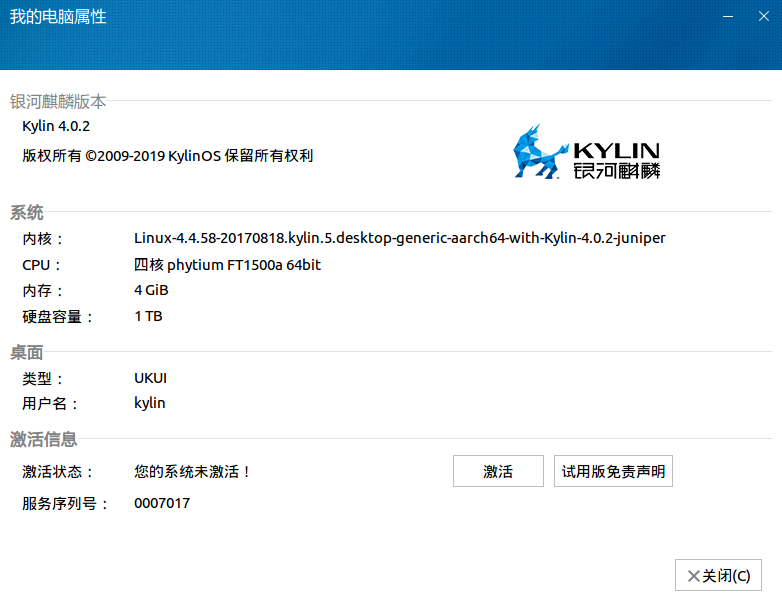 我的电脑属性
银河麒麟版本
Kylin 4.0.2
版权所有 ©2009-2019 KylinOS 保留所有权利
KYLIN
银河麒麟
系统
内核： Linux-4.4.58-20170818.kylin.5.desktop-generic-aarch64-with-Kylin-4.0.2-juniper
CPU： 四核 phytium FT1500a 64bit
内存： 4 GiB
硬盘容量： 1 TB
桌面
类型： UKUI
用户名： kylin
激活信息
激活状态： 您的系统未激活！ 激活 试用版免责声明
服务序列号： 0007017
关闭(C)